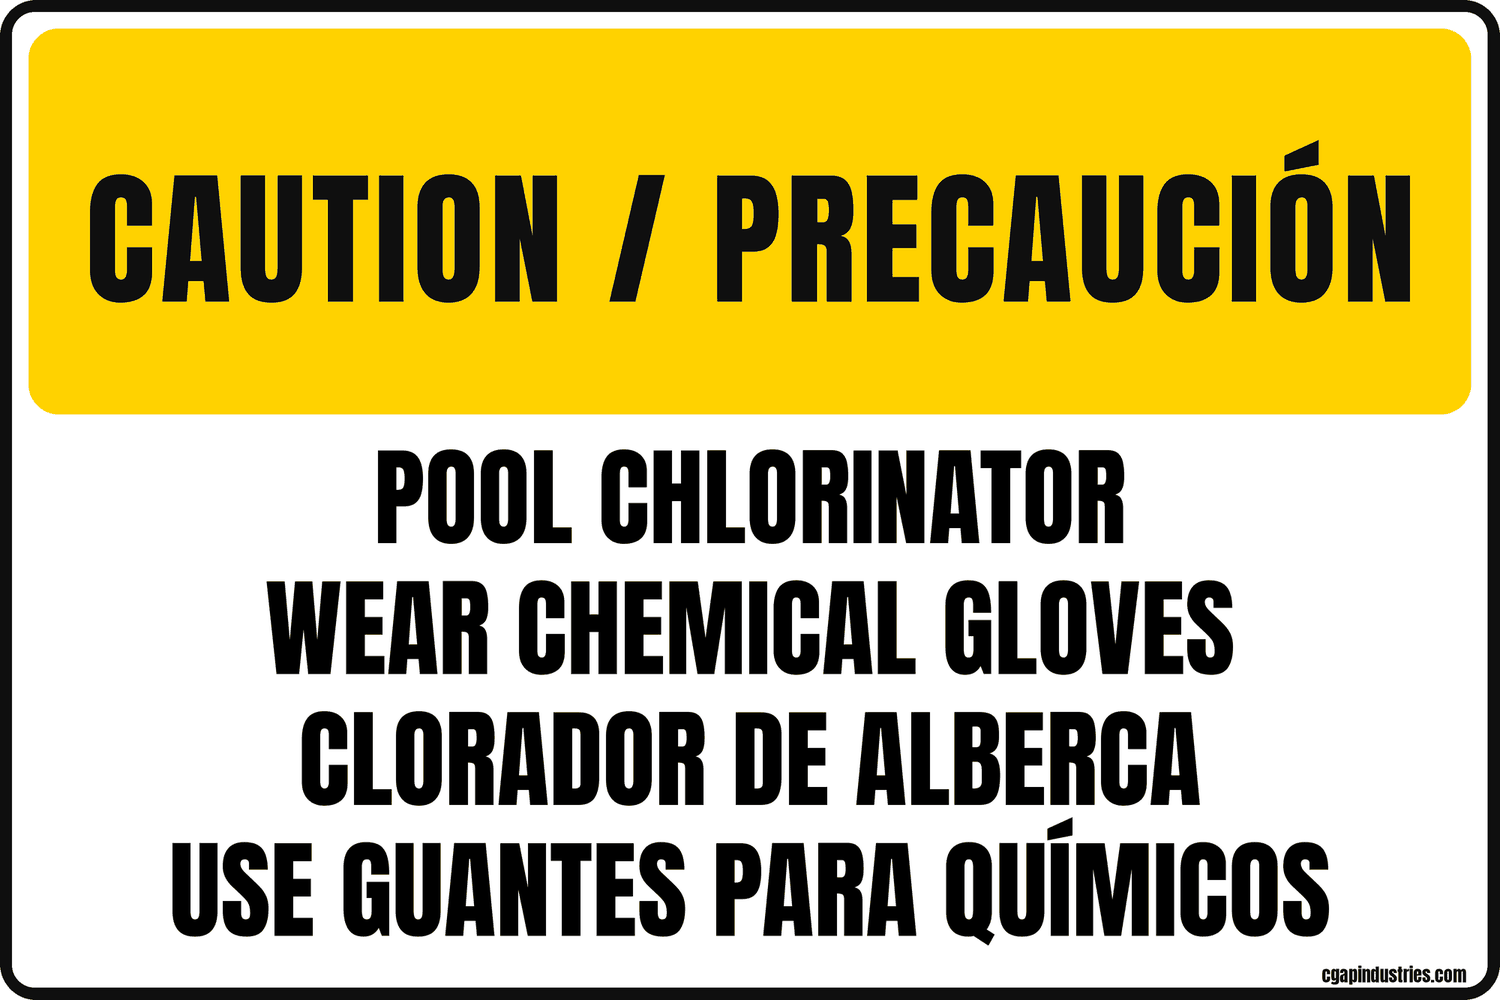 CAUTION / PRECAUCIÓN
POOL CHLORINATOR
WEAR CHEMICAL GLOVES
CLORADOR DE ALBERCA
USE GUANTES PARA QUÍMICOS
cgapindustries.com